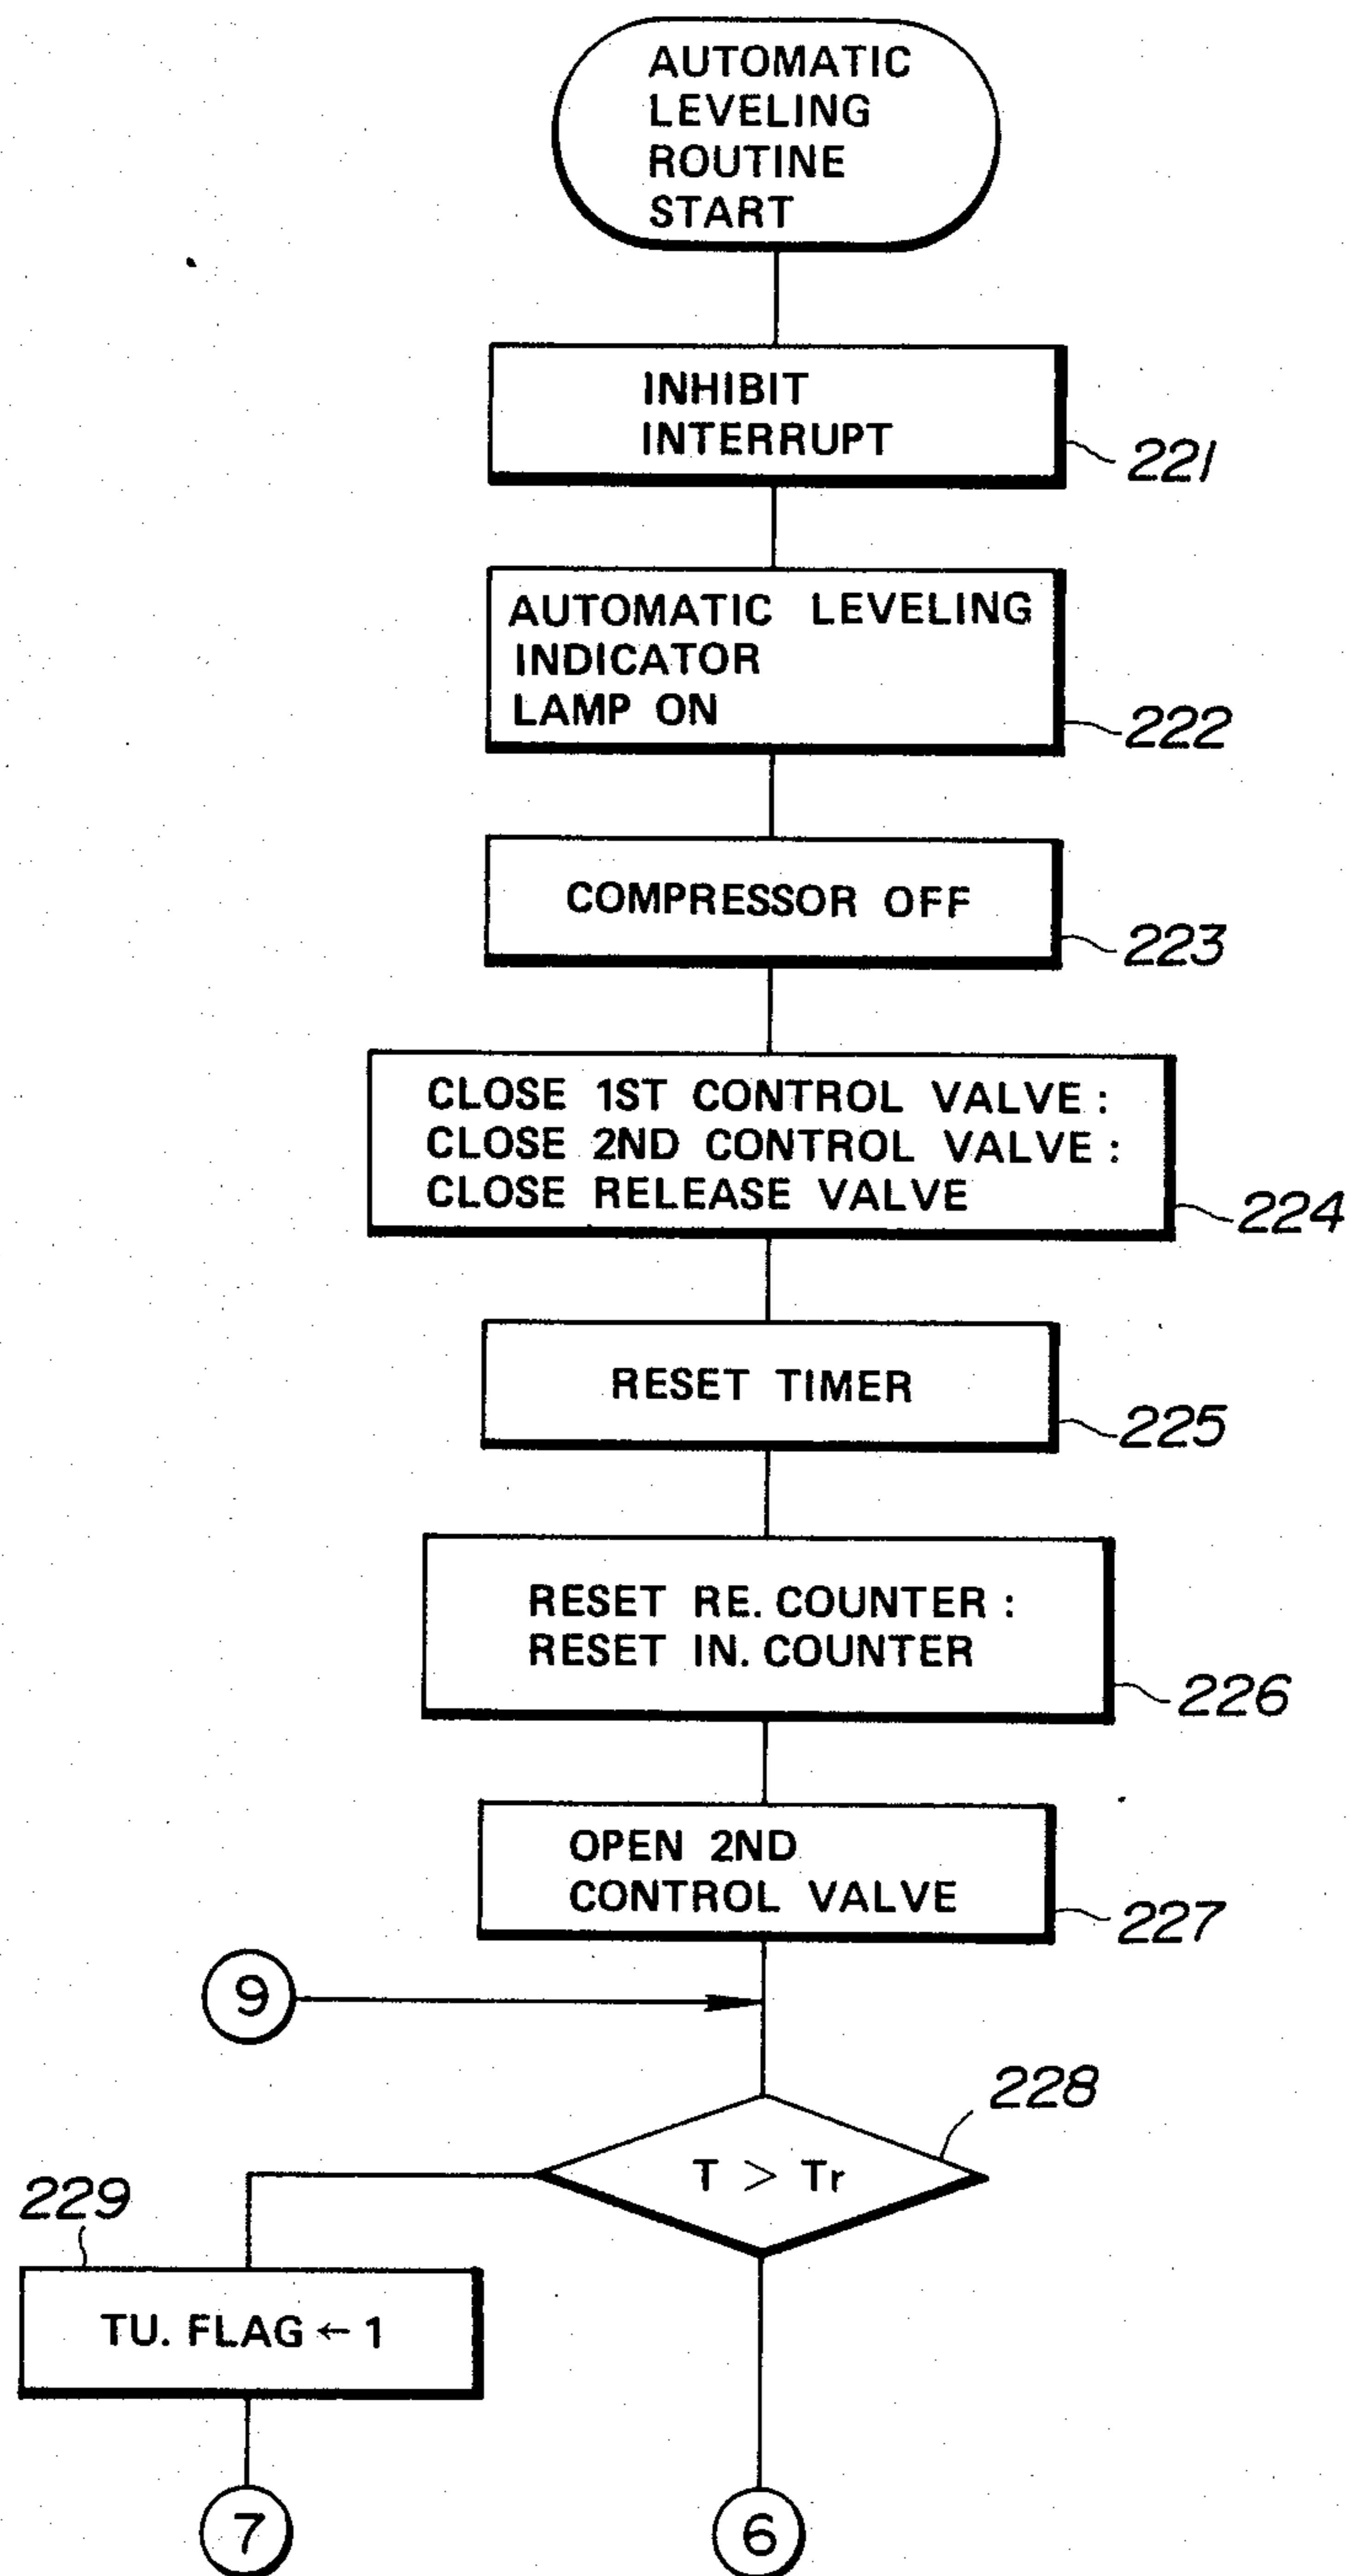 AUTOMATIC
LEVELING
ROUTINE
START
INHIBIT
INTERRUPT
221
AUTOMATIC LEVELING
INDICATOR
LAMP ON
222
COMPRESSOR OFF
223
CLOSE 1ST CONTROL VALVE :
CLOSE 2ND CONTROL VALVE :
CLOSE RELEASE VALVE
224
RESET TIMER
225
RESET RE. COUNTER :
RESET IN. COUNTER
226
OPEN 2ND
CONTROL VALVE
227
9
228
T > Tr
229
TU. FLAG ← 1
7
6